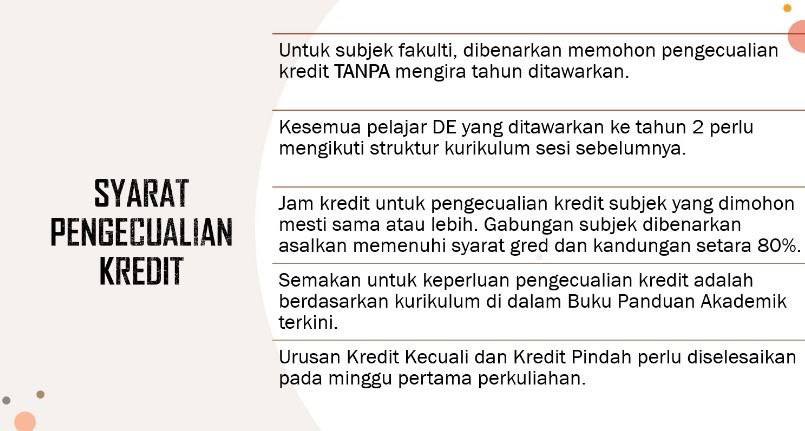 SYARAT
PENGECUALIAN
KREDIT
Untuk subjek fakulti, dibenarkan memohon pengecualian
kredit TANPA mengira tahun ditawarkan.
Kesemua pelajar DE yang ditawarkan ke tahun 2 perlu
mengikuti struktur kurikulum sesi sebelumnya.
Jam kredit untuk pengecualian kredit subjek yang dimohon
mesti sama atau lebih. Gabungan subjek dibenarkan
asalkan memenuhi syarat gred dan kandungan setara 80%.
Semakan untuk keperluan pengecualian kredit adalah
berdasarkan kurikulum di dalam Buku Panduan Akademik
terkini.
Urusan Kredit Kecuali dan Kredit Pindah perlu diselesaikan
pada minggu pertama perkuliahan.